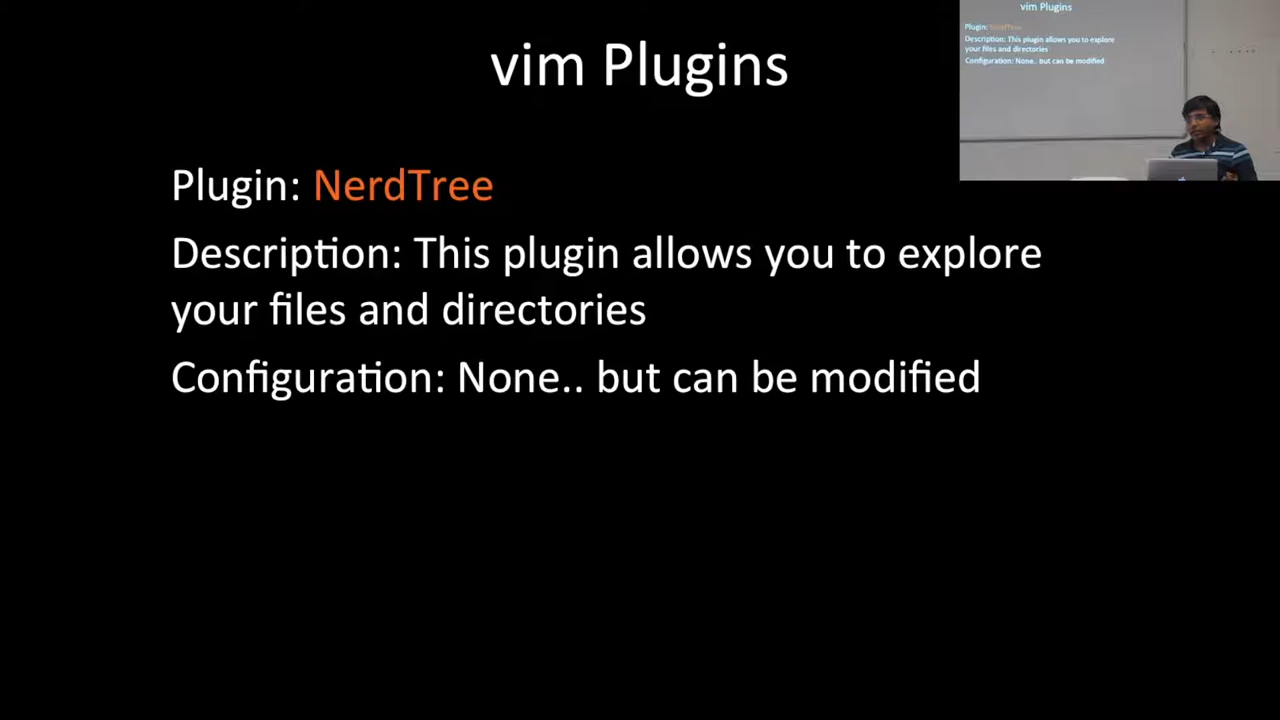 vim Plugins
Plugin: NerdTree
Description: This plugin allows you to explore
your files and directories
Configuration: None.. but can be modified
vim Plugins
Plugin: NerdTree
Description: This plugin allows you to explore
your files and directories
Configuration: None.. but can be modified